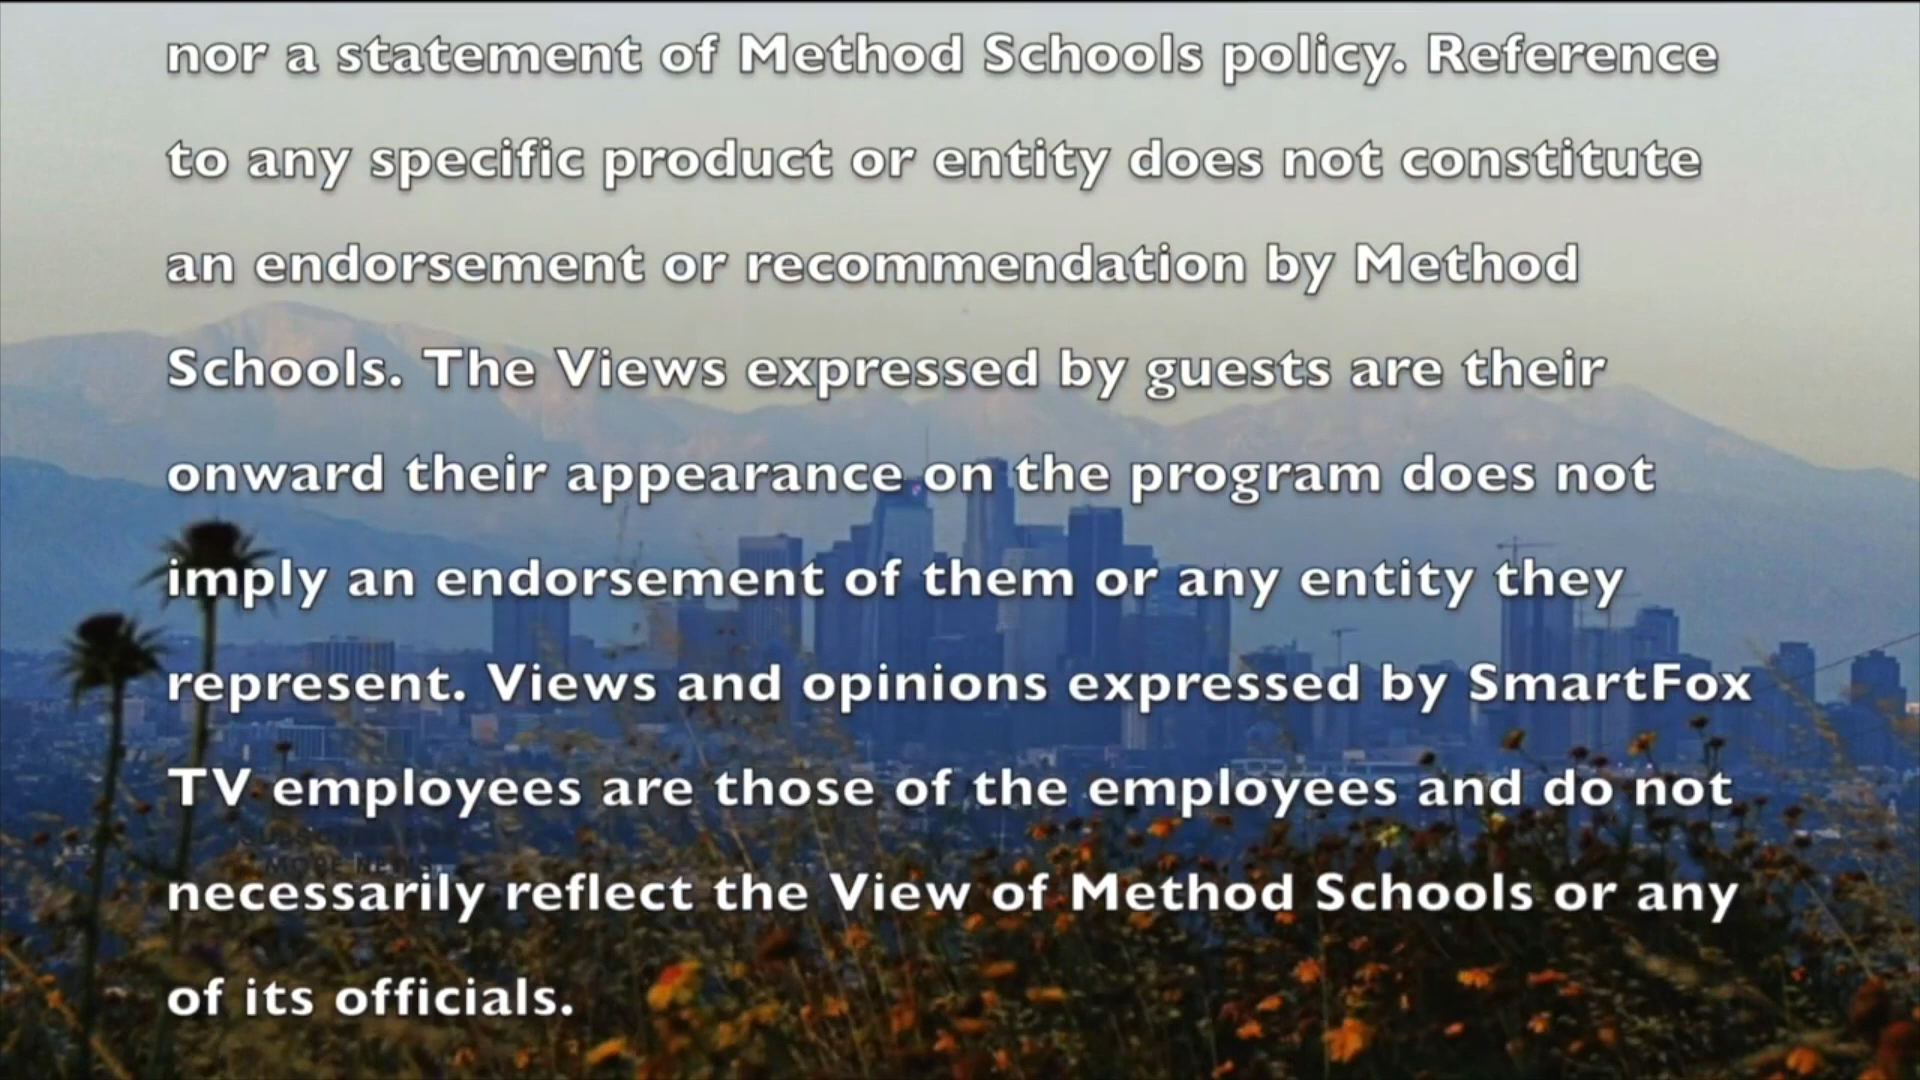 nor a statement of Method Schools policy. Reference
to any specific product or entity does not constitute
an endorsement or recommendation by Method
Schools. The Views expressed by guests are their
onward their appearance on the program does not
imply an endorsement of them or any entity they
represent. Views and opinions expressed by SmartFox
TV employees are those of the employees and do not
necessarily reflect the View of Method Schools or any
of its officials.
MORE NEWS